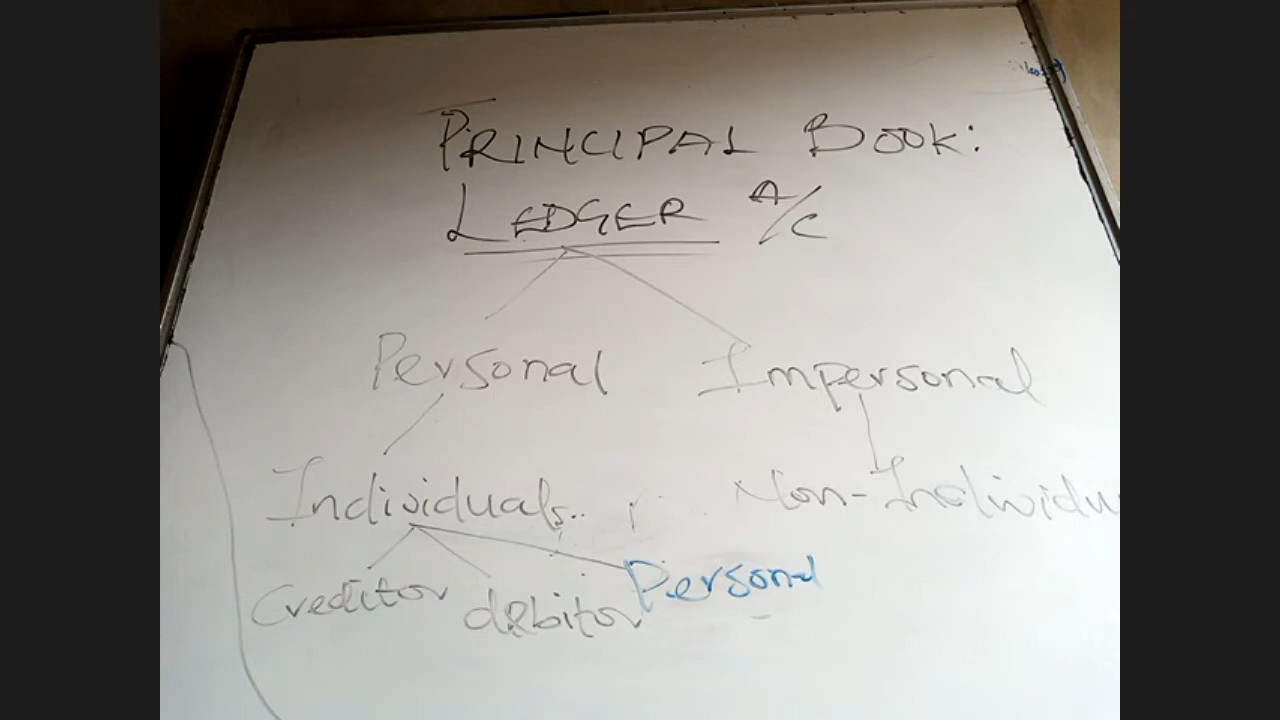 PRINCIPAL BOOK:
LEDGER A/C
Personal Impersonal
Individuals Non-Individu
Creditor debitor Personal